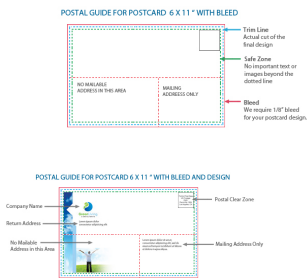 POSTAL GUIDE FOR POSTCARD 6 X 11 " WITH BLEED
Trim Line
Actual cut of the
final design
Safe Zone
No important text or
images beyond the
dotted line
NO MAILABLE
ADDRESS IN THIS AREA
MAILING
ADDREESS ONLY
Bleed
We require 1/8" bleed
for your postcard design.
POSTAL GUIDE FOR POSTCARD 6 X 11 " WITH BLEED AND DESIGN
Postal Clear Zone
Company Name
Return Address
No Mailable
Address in this Area
Mailing Address Only